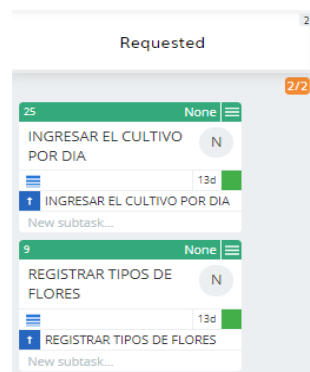 2
Requested
2/2
25 None
INGRESAR EL CULTIVO
POR DIA
N
13d
INGRESAR EL CULTIVO POR DIA
New subtask...
9 None
REGISTRAR TIPOS DE
FLORES
N
13d
REGISTRAR TIPOS DE FLORES
New subtask...